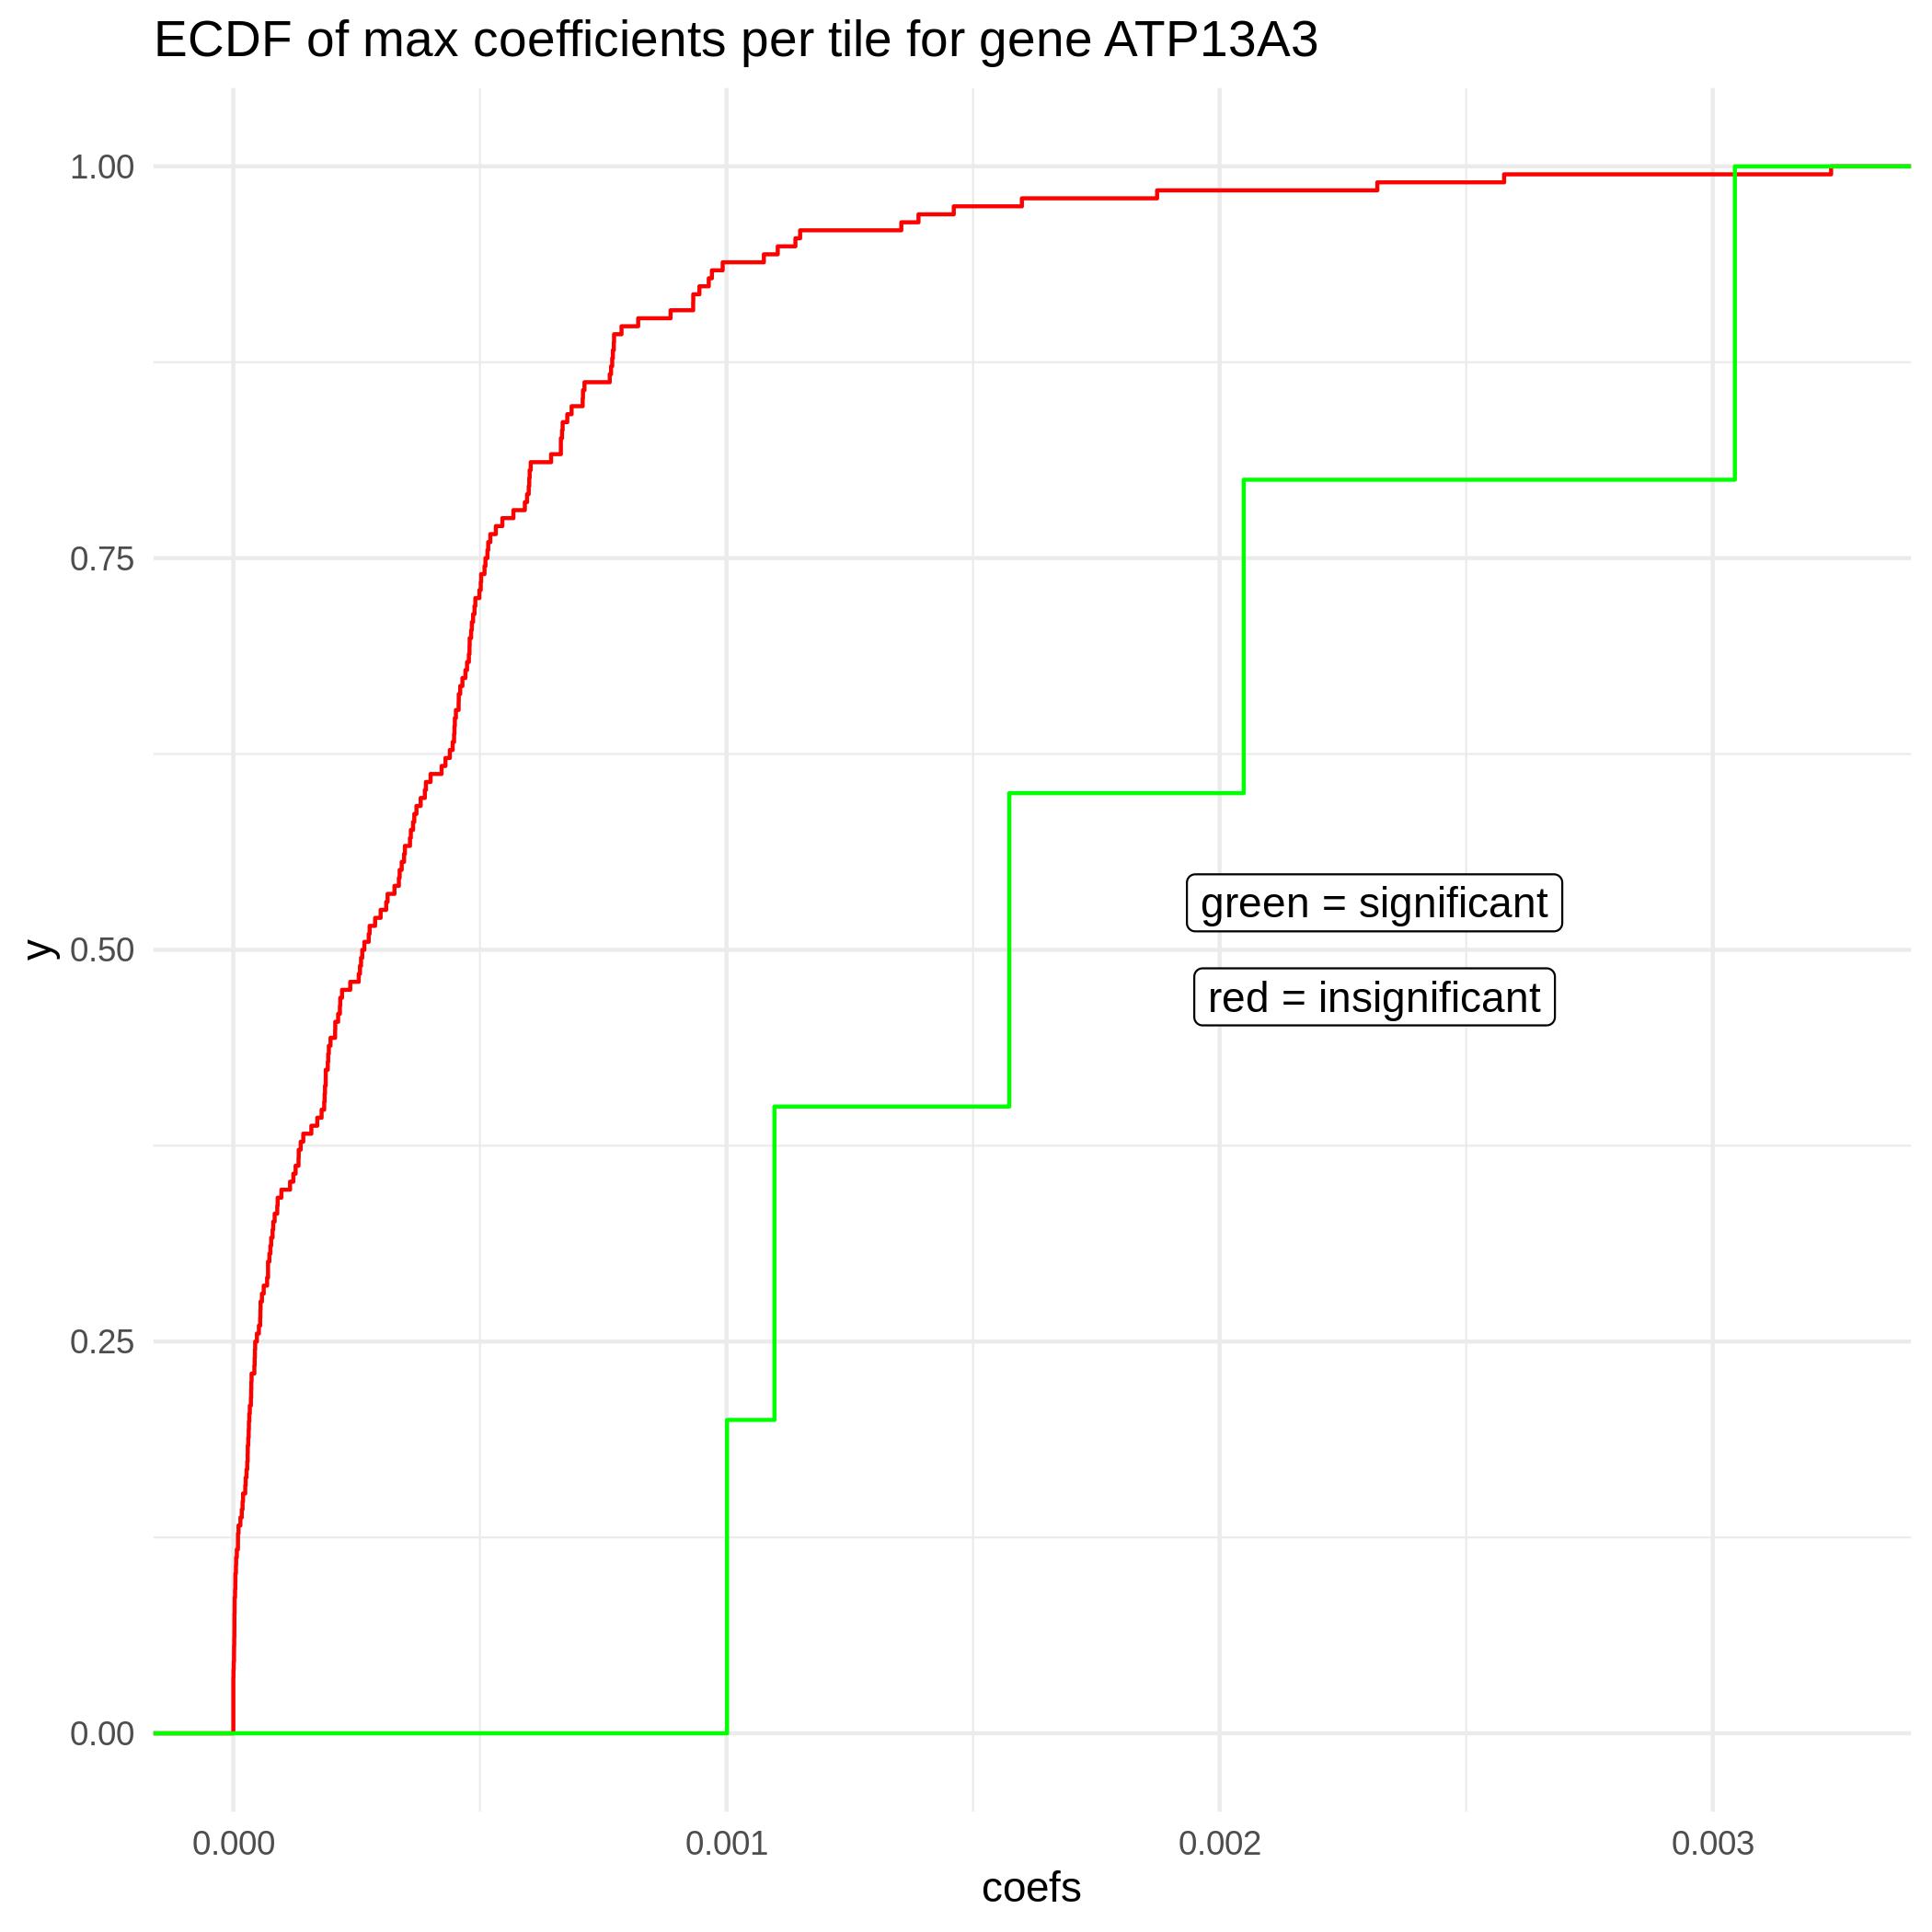 ECDF of max coefficients per tile for gene ATP13A3
1.00
0.75
0.50
0.25
0.00
y
green = significant
red = insignificant
0.000 0.001 0.002 0.003
coefs